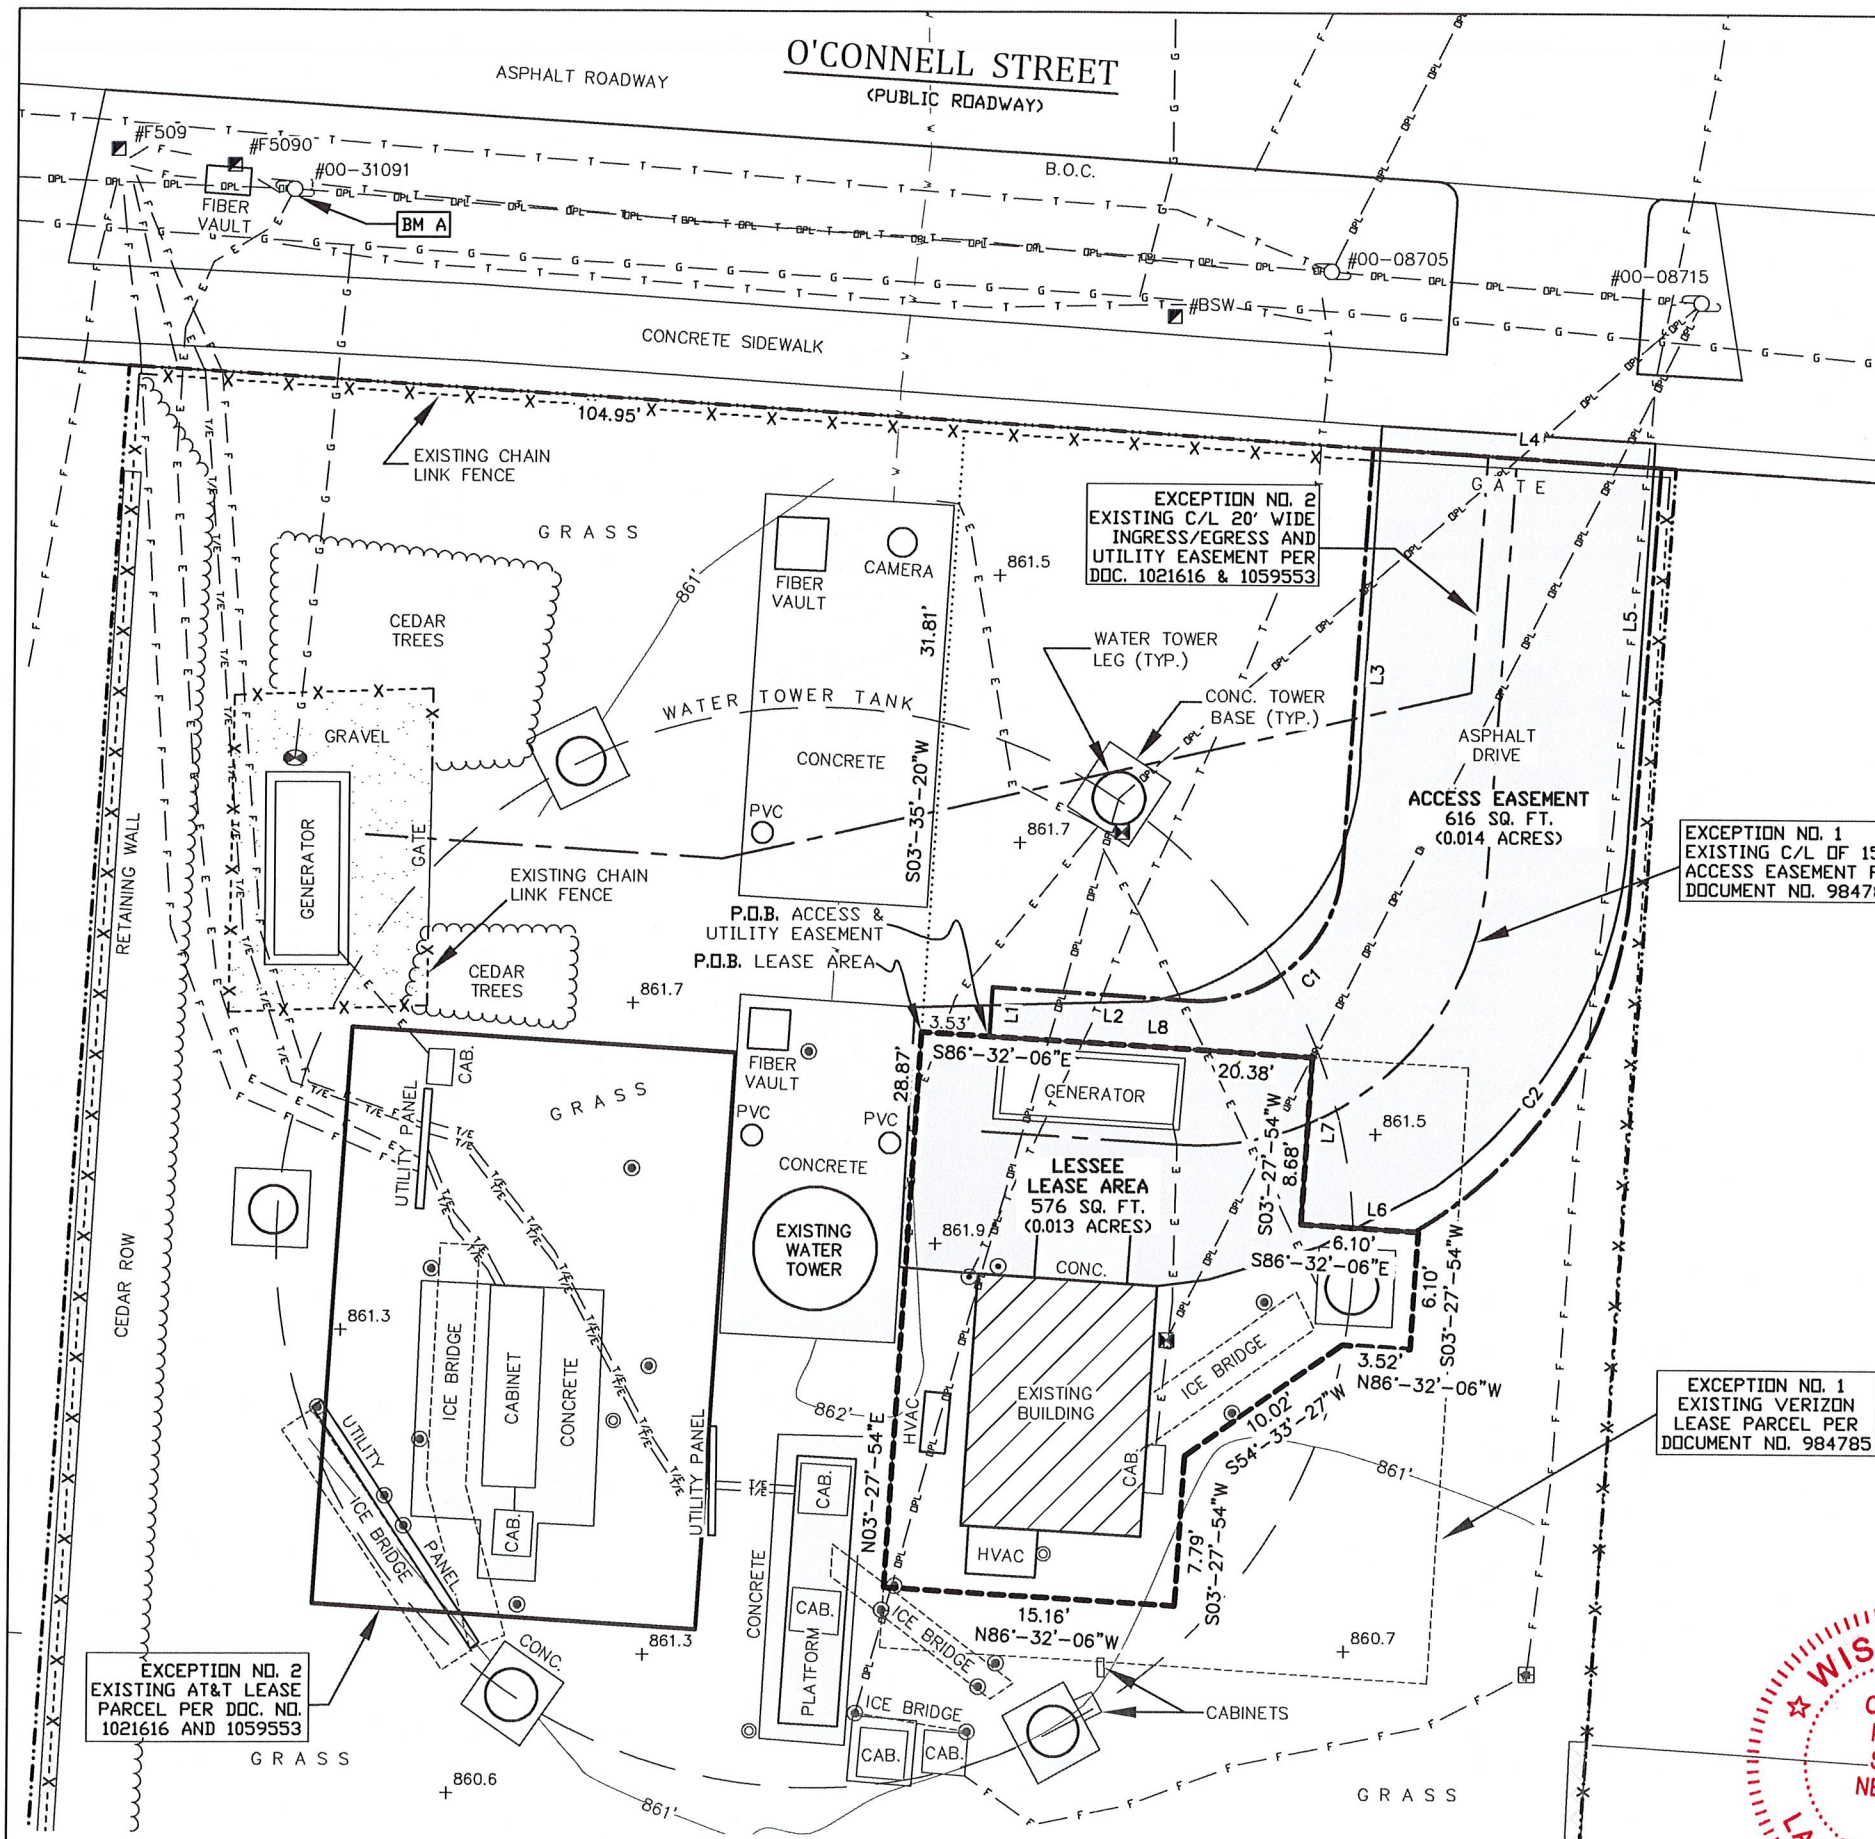 O'CONNELL STREET
(PUBLIC ROADWAY)
ASPHALT ROADWAY
B.O.C.
#F509
#F5090
#00-31091
FIBER
VAULT
BM A
#00-08705
#00-08715
#BSW
CONCRETE SIDEWALK
104.95'
L4
GATE
EXISTING CHAIN
LINK FENCE
GRASS
EXCEPTION NO. 2
EXISTING C/L 20' WIDE
INGRESS/EGRESS AND
UTILITY EASEMENT PER
DOC. 1021616 & 1059553
FIBER
VAULT
CAMERA
861.5
861'
31.81'
L5
CEDAR
TREES
WATER TOWER
LEG (TYP.)
L3
WATER TOWER TANK
CONC. TOWER
BASE (TYP.)
GRAVEL
CONCRETE
ASPHALT
DRIVE
S03°-35'-20"W
ACCESS EASEMENT
616 SQ. FT.
(0.014 ACRES)
PVC
861.7
GENERATOR
GATE
RETAINING WALL
EXCEPTION NO. 1
EXISTING C/L OF 15
ACCESS EASEMENT
DOCUMENT NO. 9847
EXISTING CHAIN
LINK FENCE
P.O.B. ACCESS &
UTILITY EASEMENT
P.O.B. LEASE AREA
CEDAR
TREES
861.7
C1
L1
L2
L8
3.53'
S86°-32'-06"E
20.38'
28.87'
FIBER
VAULT
CAB.
GENERATOR
C2
GRASS
PVC
PVC
861.5
L7
S03°-27'-54"W
8.68'
UTILITY PANEL
CONCRETE
LESSEE
LEASE AREA
576 SQ. FT.
(0.013 ACRES)
L6
EXISTING
WATER
TOWER
861.9
6.10'
S86°-32'-06"E
CONC.
6.10'
S03°-27'-54"W
CEDAR ROW
861.3
ICE BRIDGE
CABINET
CONCRETE
ICE BRIDGE
3.52'
N86°-32'-06"W
EXISTING
BUILDING
10.02'
S54°-33'-27"W
862'
HVAC
N03°-27'-54"E
EXCEPTION NO. 1
EXISTING VERIZON
LEASE PARCEL PER
DOCUMENT NO. 984785
UTILITY
PANEL
ICE BRIDGE
UTILITY PANEL
CAB.
CAB.
861'
CAB.
HVAC
7.79'
S03°-27'-54"W
CONCRETE
CAB.
PLATFORM
15.16'
N86°-32'-06"W
ICE BRIDGE
CONC.
861.3
860.7
EXCEPTION NO. 2
EXISTING AT&T LEASE
PARCEL PER DOC. NO.
1021616 AND 1059553
ICE BRIDGE
CABINETS
CAB.
CAB.
GRASS
860.6
861'
GRASS
WIS